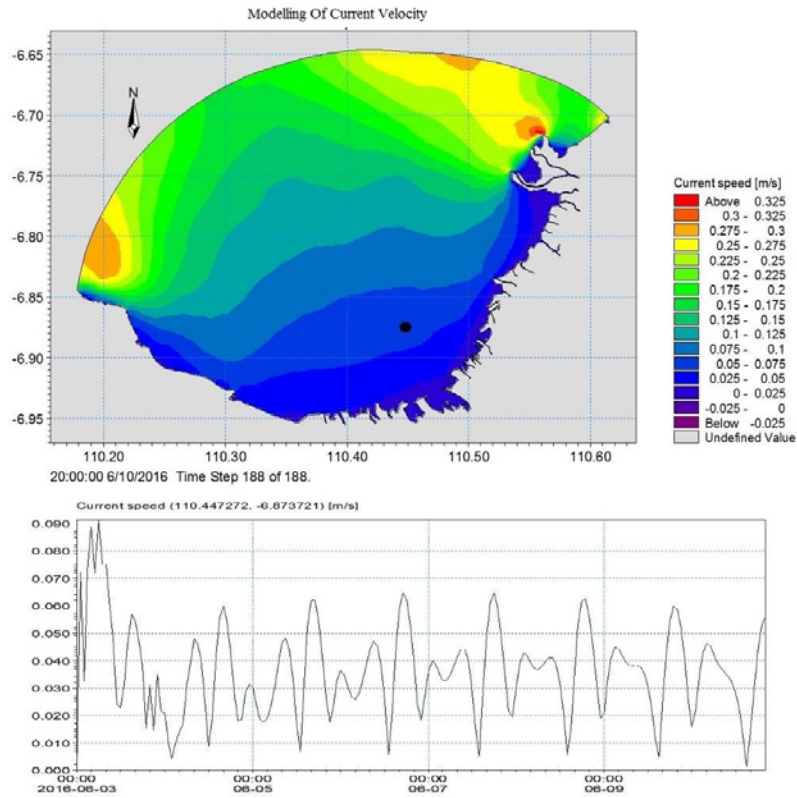 Modelling Of Current Velocity
-6.65
-6.70
-6.75
-6.80
-6.85
-6.90
-6.95
N
110.20 110.30 110.40 110.50 110.60
20:00:00 6/10/2016 Time Step 188 of 188.
Current speed [m/s]
Above 0.325
0.3 - 0.325
0.275 - 0.3
0.25 - 0.275
0.225 - 0.25
0.2 - 0.225
0.175 - 0.2
0.15 - 0.175
0.125 - 0.15
0.1 - 0.125
0.075 - 0.1
0.05 - 0.075
0.025 - 0.05
0 - 0.025
-0.025 - 0
Below -0.025
Undefined Value
Current speed (110.447272, -6.873721) [m/s]
0.090
0.080
0.070
0.060
0.050
0.040
0.030
0.020
0.010
0.000
00:00 00:00 00:00 00:00
2016-06-03 06-05 06-07 06-09